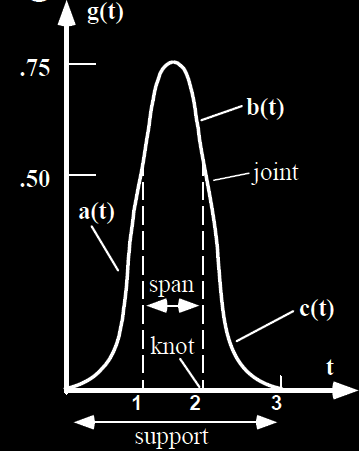 g(t)
.75
b(t)
joint
.50
a(t)
span
c(t)
knot
t
1 2 3
support